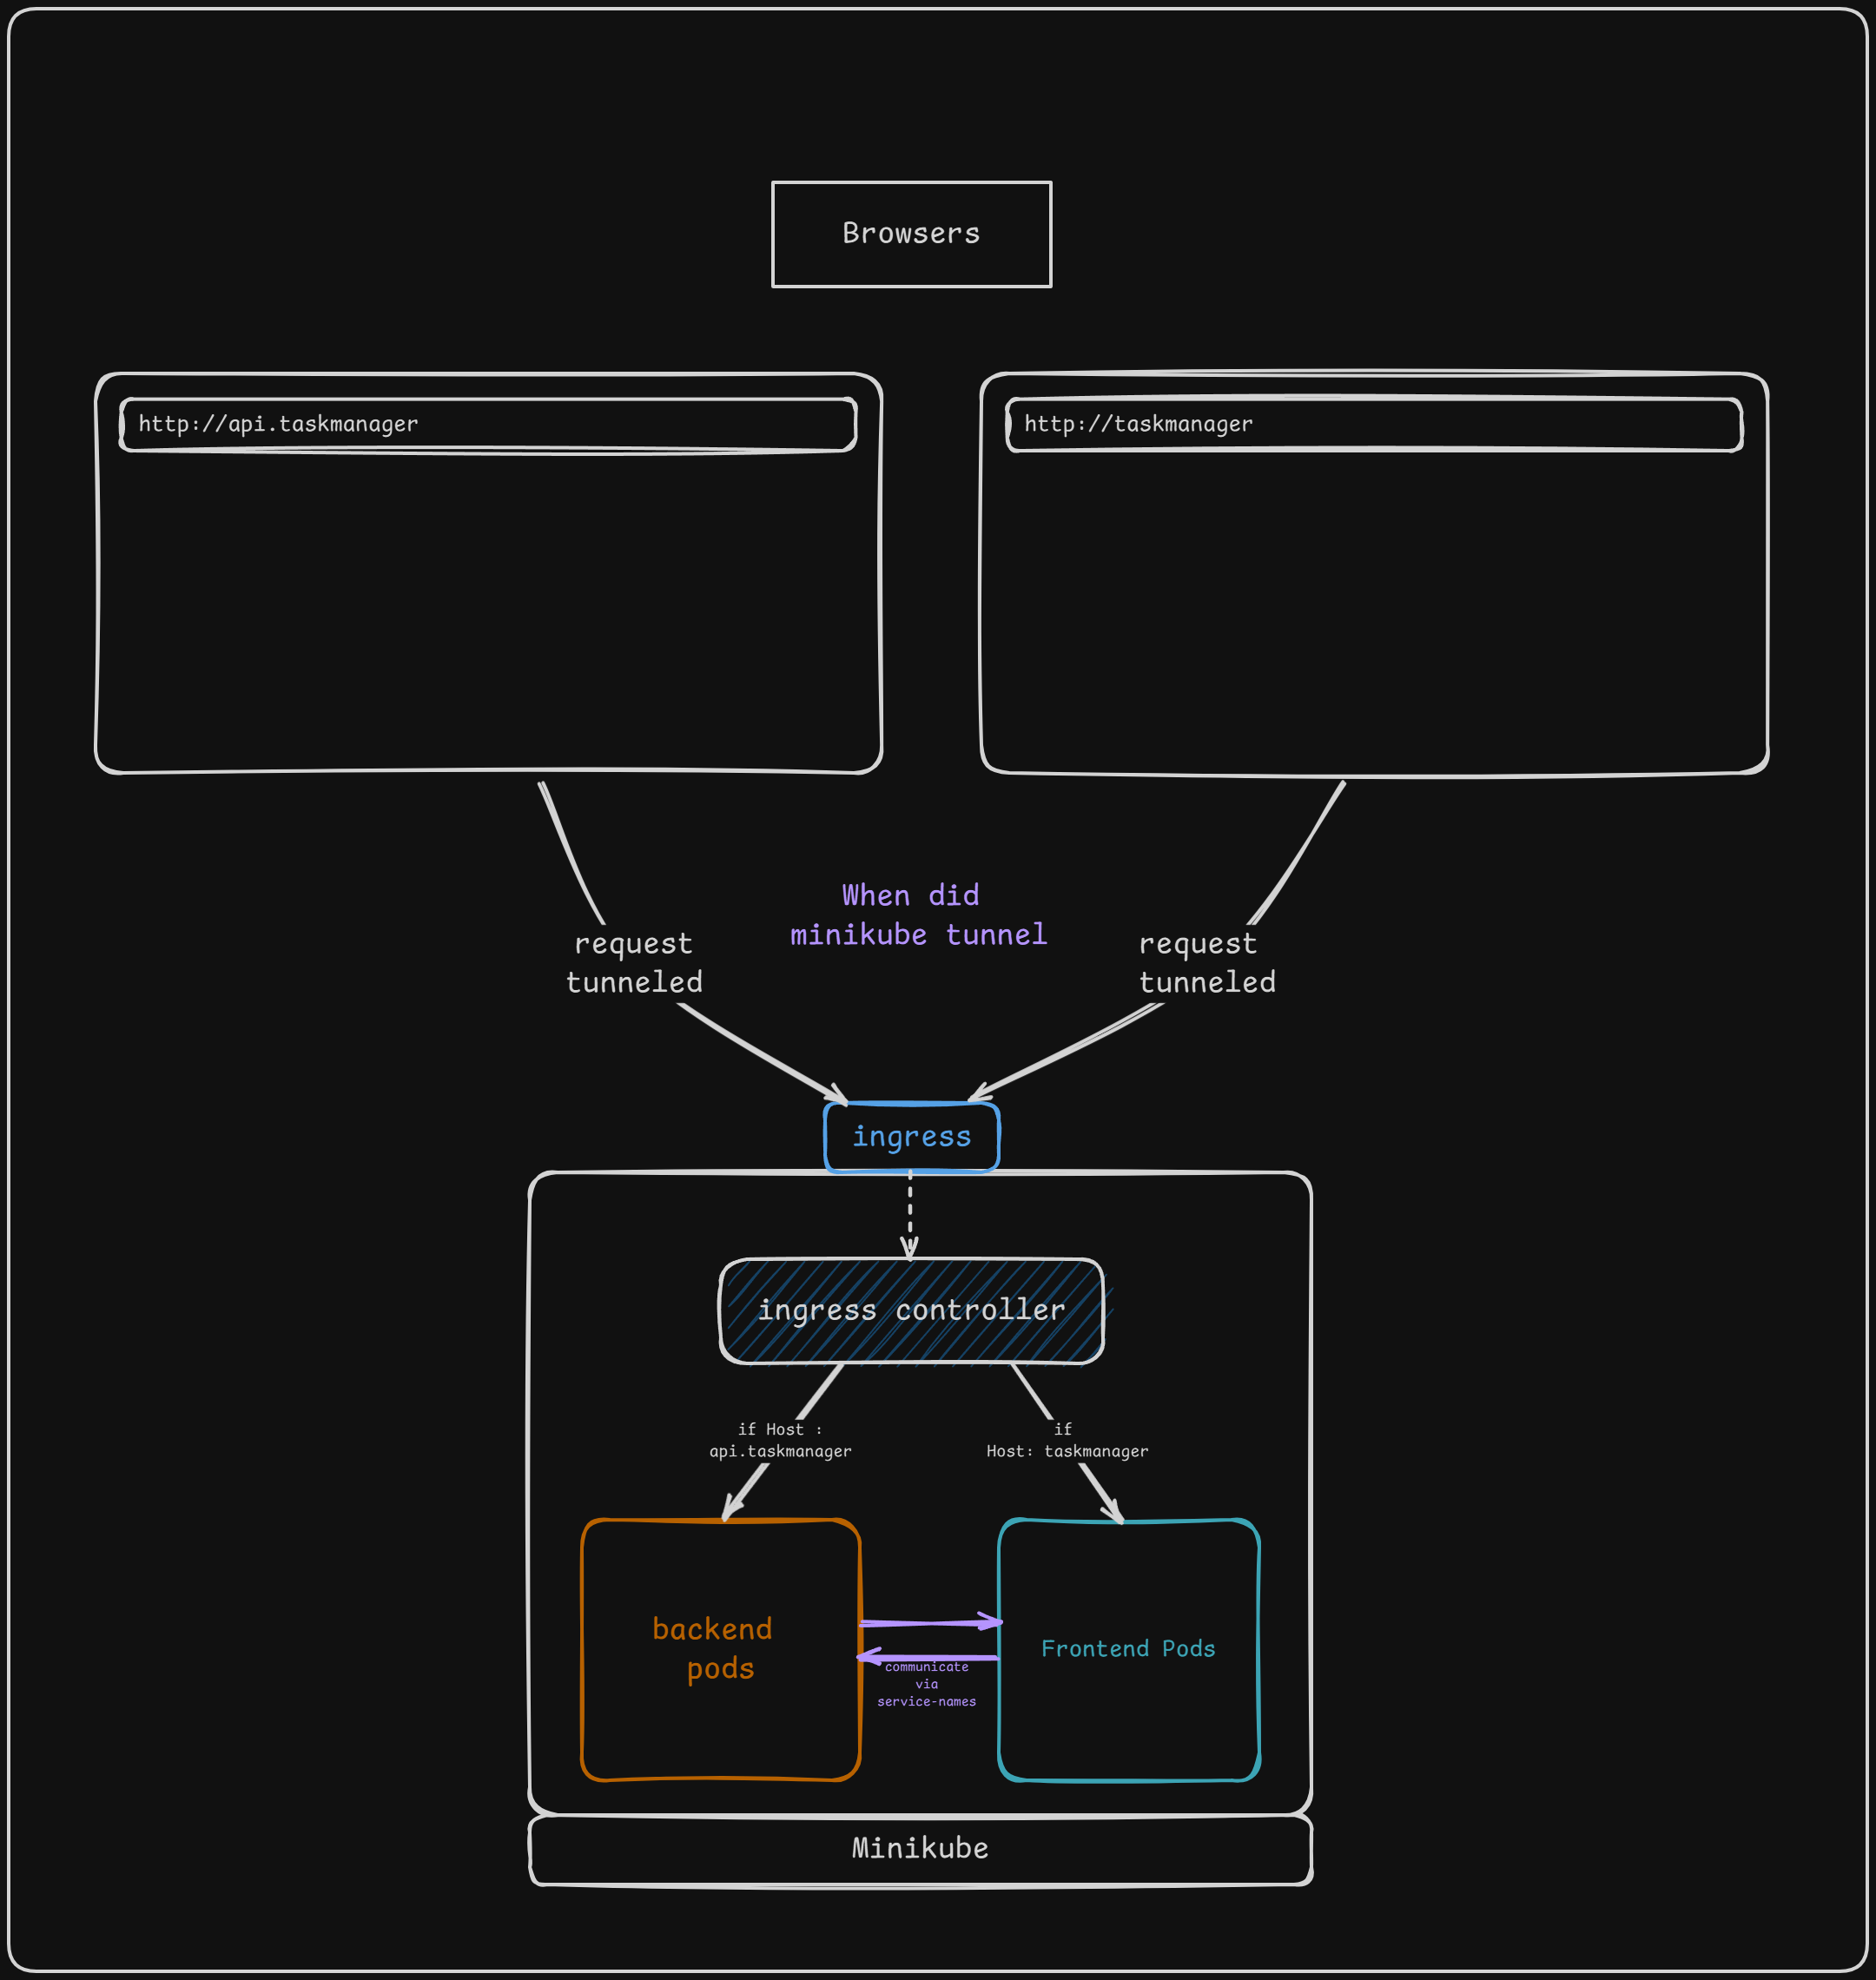 Browsers
http://api.taskmanager
http://taskmanager
When did
minikube tunnel
request
tunneled
request
tunneled
ingress
ingress controller
if Host :
api.taskmanager
if
Host: taskmanager
backend
pods
Frontend Pods
communicate
via
service-names
Minikube